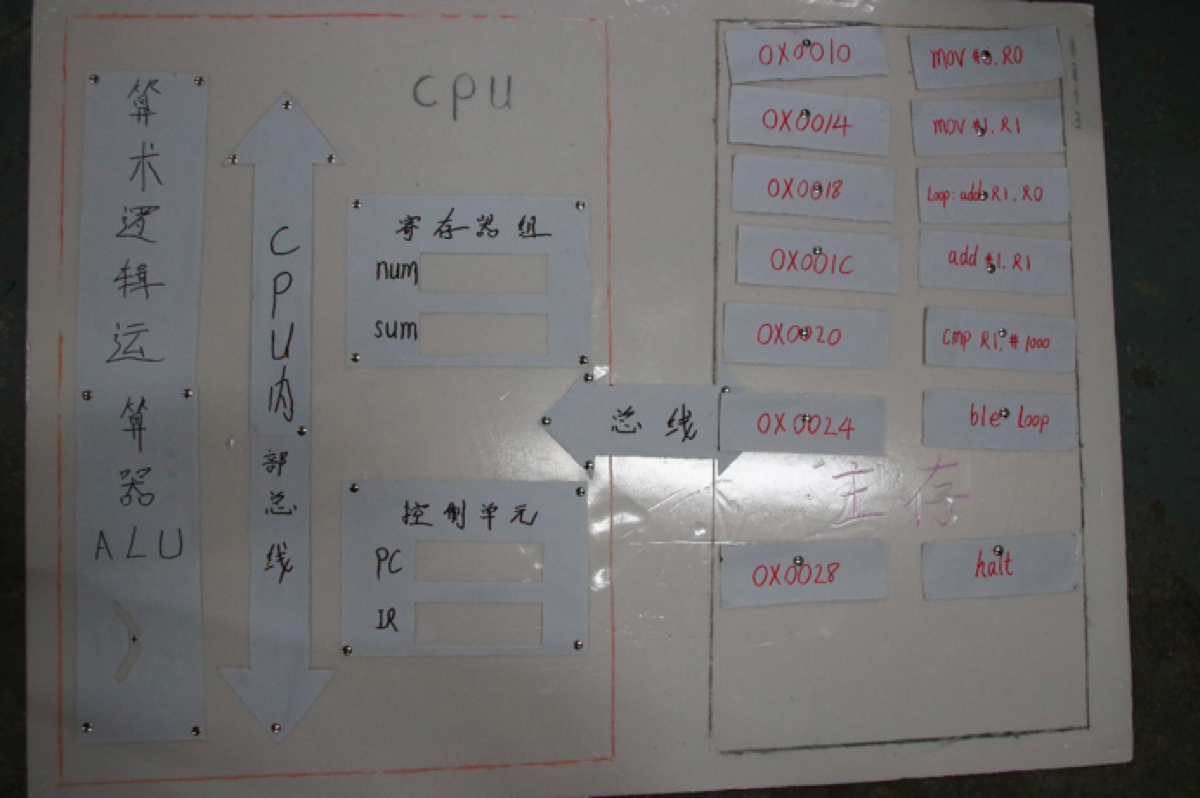 算术逻辑运算器ALU
CPU内部总线
cpu
寄存器组
num
sum
总线
控制单元
PC
IR
0X0010 mov #0, R0
0X0014 mov #1, R1
0X0018 Loop: add R1, R0
0X001C add #1, R1
0X0020 cmp R1, #1000
0X0024 ble Loop
主存
0X0028 halt